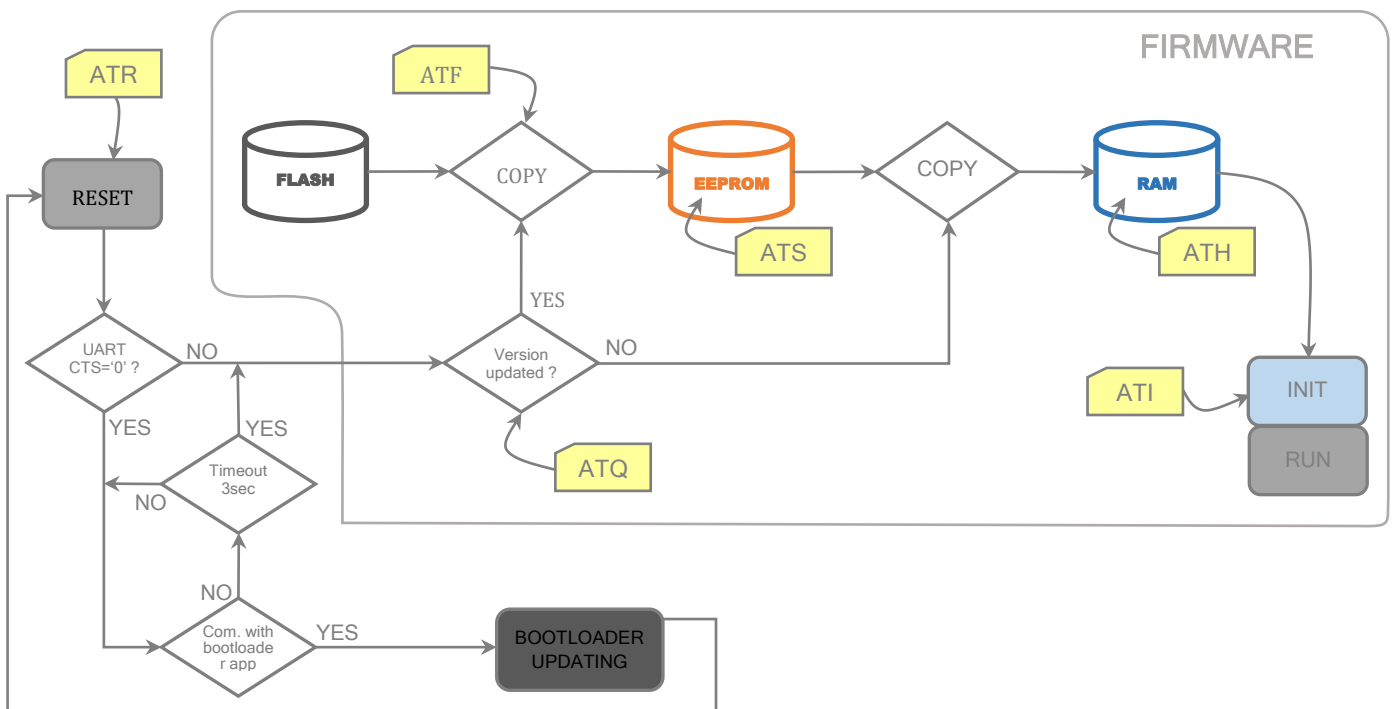 FIRMWARE
ATR
ATF
FLASH
COPY
EEPROM
COPY
RAM
RESET
ATS
ATH
YES
UART
CTS=‘0’ ?
NO
Version
updated ?
NO
ATI
INIT
YES
YES
RUN
Timeout
3sec
ATQ
NO
NO
Com. with
bootloade
r app
YES
BOOTLOADER
UPDATING